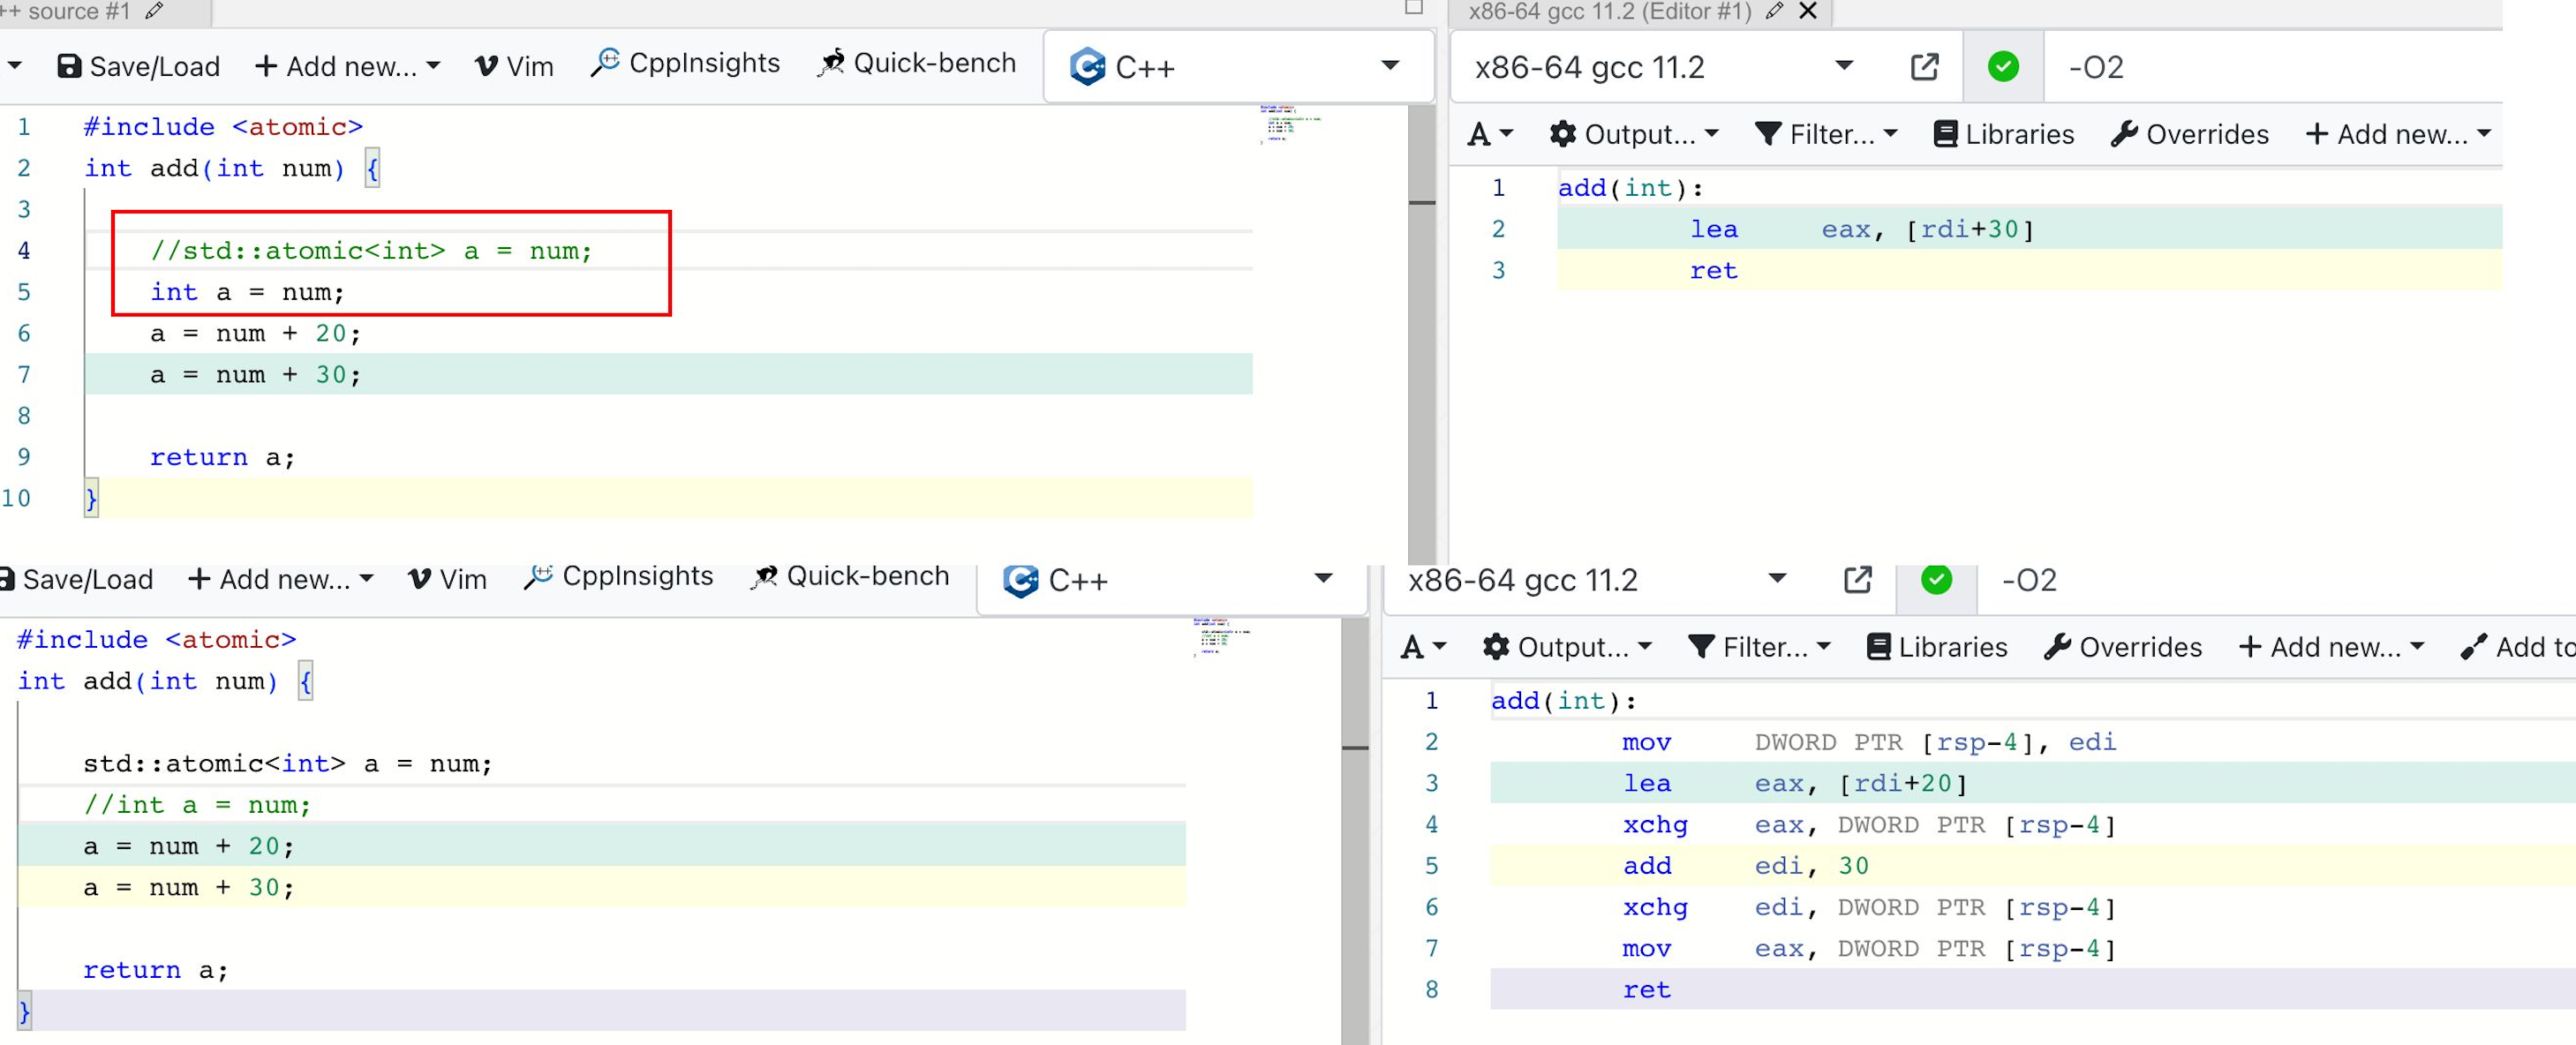 ++ source #1
x86-64 gcc 11.2 (Editor #1)
Save/Load + Add new... Vim CppInsights Quick-bench C++
x86-64 gcc 11.2 -O2
A Output... Filter... Libraries Overrides + Add new...
1 #include <atomic>
2 int add(int num) {
3
4 //std::atomic<int> a = num;
5 int a = num;
6 a = num + 20;
7 a = num + 30;
8
9 return a;
10 }
1 add(int):
2 lea eax, [rdi+30]
3 ret
Save/Load + Add new... Vim CppInsights Quick-bench C++
x86-64 gcc 11.2 -O2
A Output... Filter... Libraries Overrides + Add new... Add to
#include <atomic>
int add(int num) {
std::atomic<int> a = num;
//int a = num;
a = num + 20;
a = num + 30;
return a;
}
1 add(int):
2 mov DWORD PTR [rsp-4], edi
3 lea eax, [rdi+20]
4 xchg eax, DWORD PTR [rsp-4]
5 add edi, 30
6 xchg edi, DWORD PTR [rsp-4]
7 mov eax, DWORD PTR [rsp-4]
8 ret